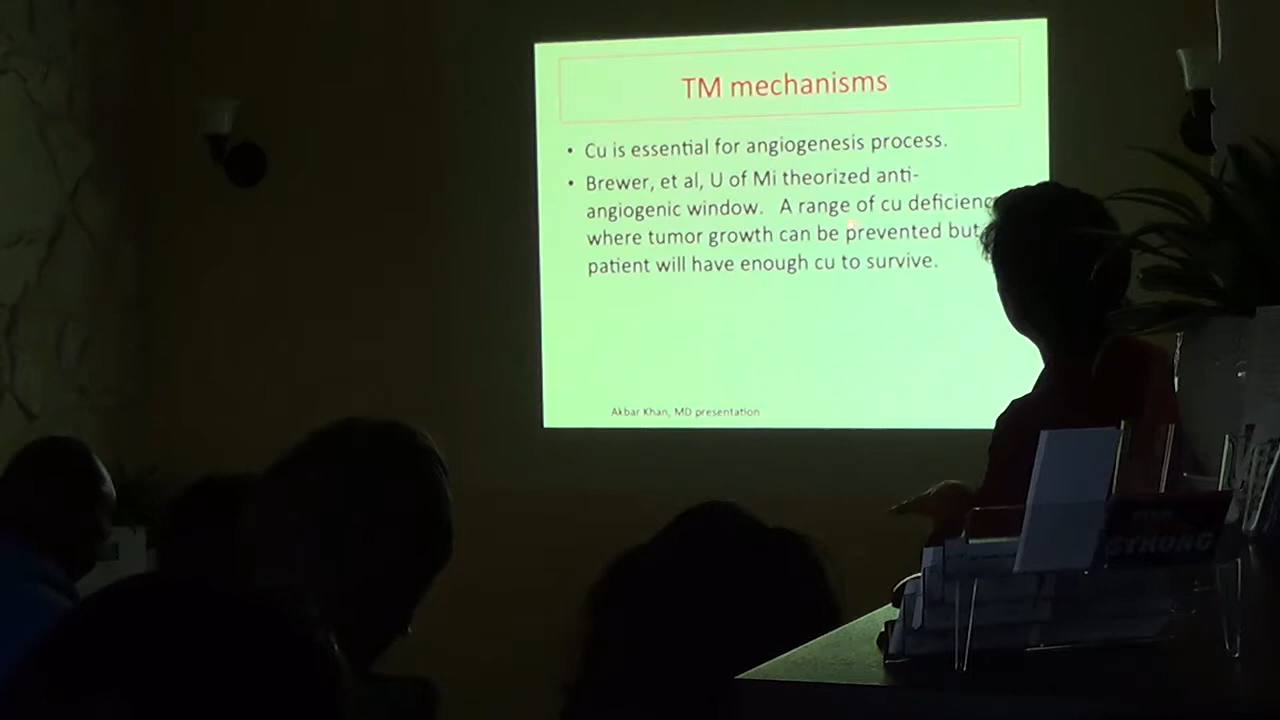 TM mechanisms
• Cu is essential for angiogenesis process.
• Brewer, et al, U of Mi theorized anti-
angiogenic window. A range of cu deficienc
where tumor growth can be prevented but
patient will have enough cu to survive.
Akbar Khan, MD presentation
STRONG